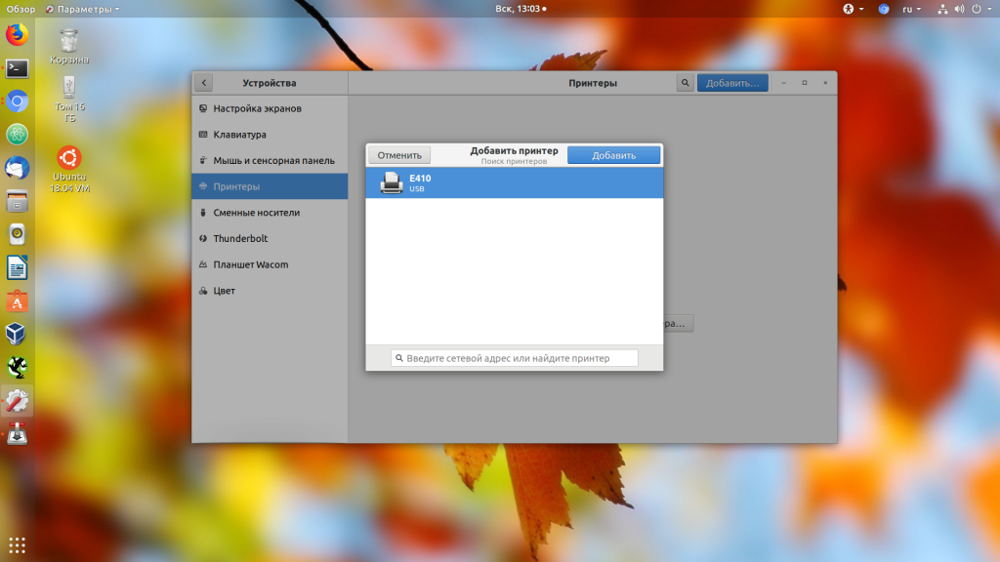 Обзор
Параметры
Вск, 13:03
ru
Корзина
Том 16
ГБ
Ubuntu
18.04 VM
Устройства
Принтеры
Добавить…
Настройка экранов
Клавиатура
Мышь и сенсорная панель
Принтеры
Сменные носители
Thunderbolt
Планшет Wacom
Цвет
Отменить
Добавить принтер
Поиск принтеров
Добавить
E410
USB
Введите сетевой адрес или найдите принтер